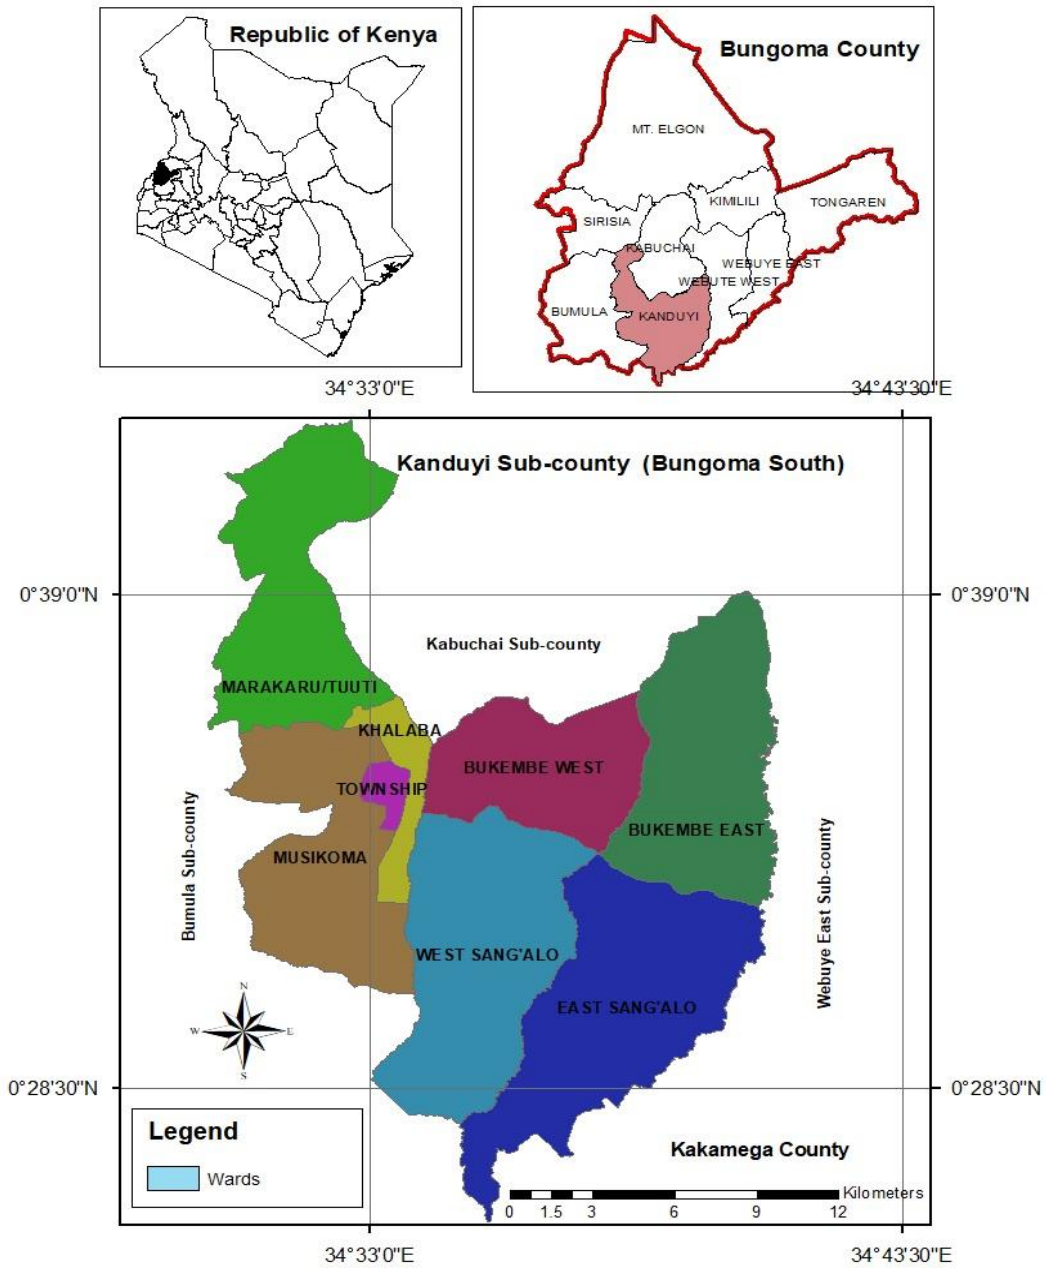 Republic of Kenya
Bungoma County
MT. ELGON
KIMILILI
TONGAREN
SIRISIA
KABUCHAI
WEBUYE EAST
WEBUTE WEST
BUMULA
KANDUYI
34°33'0"E
34°43'30"E
Kanduyi Sub-county (Bungoma South)
0°39'0"N
0°39'0"N
Kabuchai Sub-county
MARAKARU/TUUTI
KHALABA
BUKEMBE WEST
TOWNSHIP
BUKEMBE EAST
MUSIKOMA
Bumula Sub-county
Webuye East Sub-county
WEST SANG'ALO
EAST SANG'ALO
N
W
E
S
0°28'30"N
0°28'30"N
Legend
Wards
Kakamega County
Kilometers
0 1.5 3 6 9 12
34°33'0"E
34°43'30"E